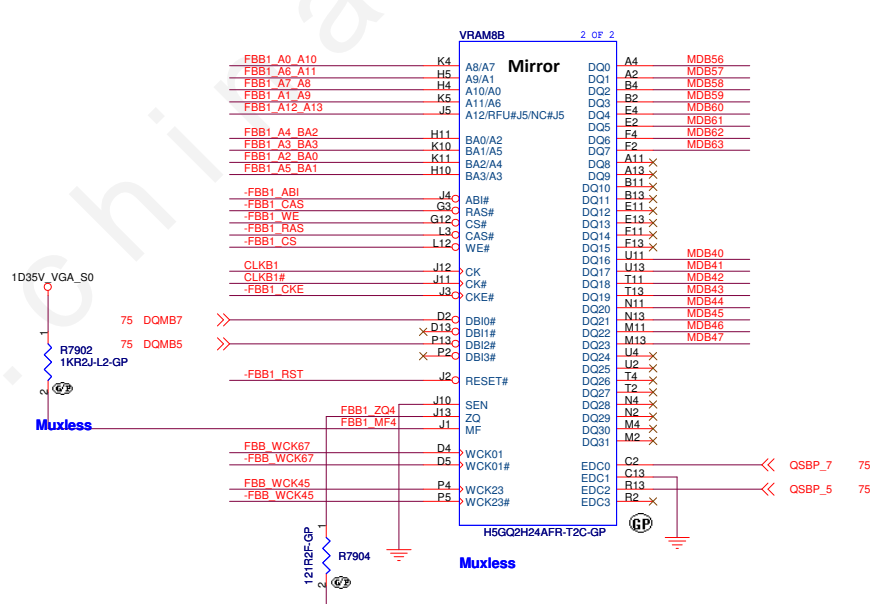 china
VRAM8B 2 OF 2
Mirror
FBB1_A0_A10 K4 A8/A7 DQ0 A4 MDB56
FBB1_A6_A11 H5 A9/A1 DQ1 A2 MDB57
FBB1_A7_A8 H4 A10/A0 DQ2 B4 MDB58
FBB1_A1_A9 K5 A11/A6 DQ3 B2 MDB59
FBB1_A12_A13 J5 A12/RFU#J5/NC#J5 DQ4 E4 MDB60
DQ5 E2 MDB61
FBB1_A4_BA2 H11 BA0/A2 DQ6 F4 MDB62
FBB1_A3_BA3 K10 BA1/A5 DQ7 F2 MDB63
FBB1_A2_BA0 K11 BA2/A4 DQ8 A11
FBB1_A5_BA1 H10 BA3/A3 DQ9 A13
DQ10 B11
-FBB1_ABI J4 ABI# DQ11 B13
-FBB1_CAS G3 RAS# DQ12 E11
-FBB1_WE G12 CS# DQ13 E13
-FBB1_RAS L3 CAS# DQ14 F11
-FBB1_CS L12 WE# DQ15 F13
DQ16 U11 MDB40
CLKB1 J12 CK DQ17 U13 MDB41
CLKB1# J11 CK# DQ18 T11 MDB42
-FBB1_CKE J3 CKE# DQ19 T13 MDB43
DQ20 N11 MDB44
75 DQMB7 D2 DBI0# DQ21 N13 MDB45
D13 DBI1# DQ22 M11 MDB46
75 DQMB5 P13 DBI2# DQ23 M13 MDB47
P2 DBI3# DQ24 U4
DQ25 U2
-FBB1_RST J2 RESET# DQ26 T4
DQ27 T2
J10 SEN DQ28 N4
FBB1_ZQ4 J13 ZQ DQ29 N2
FBB1_MF4 J1 MF DQ30 M4
DQ31 M2
FBB_WCK67 D4 WCK01
-FBB_WCK67 D5 WCK01# EDC0 C2 QSBP_7 75
EDC1 C13
FBB_WCK45 P4 WCK23 EDC2 R13 QSBP_5 75
-FBB_WCK45 P5 WCK23# EDC3 R2
H5GQ2H24AFR-T2C-GP
GP
Muxless
1D35V_VGA_S0
1
R7902
1KR2J-L2-GP
2 GP
Muxless
1
121R2F-GP
R7904
2 GP